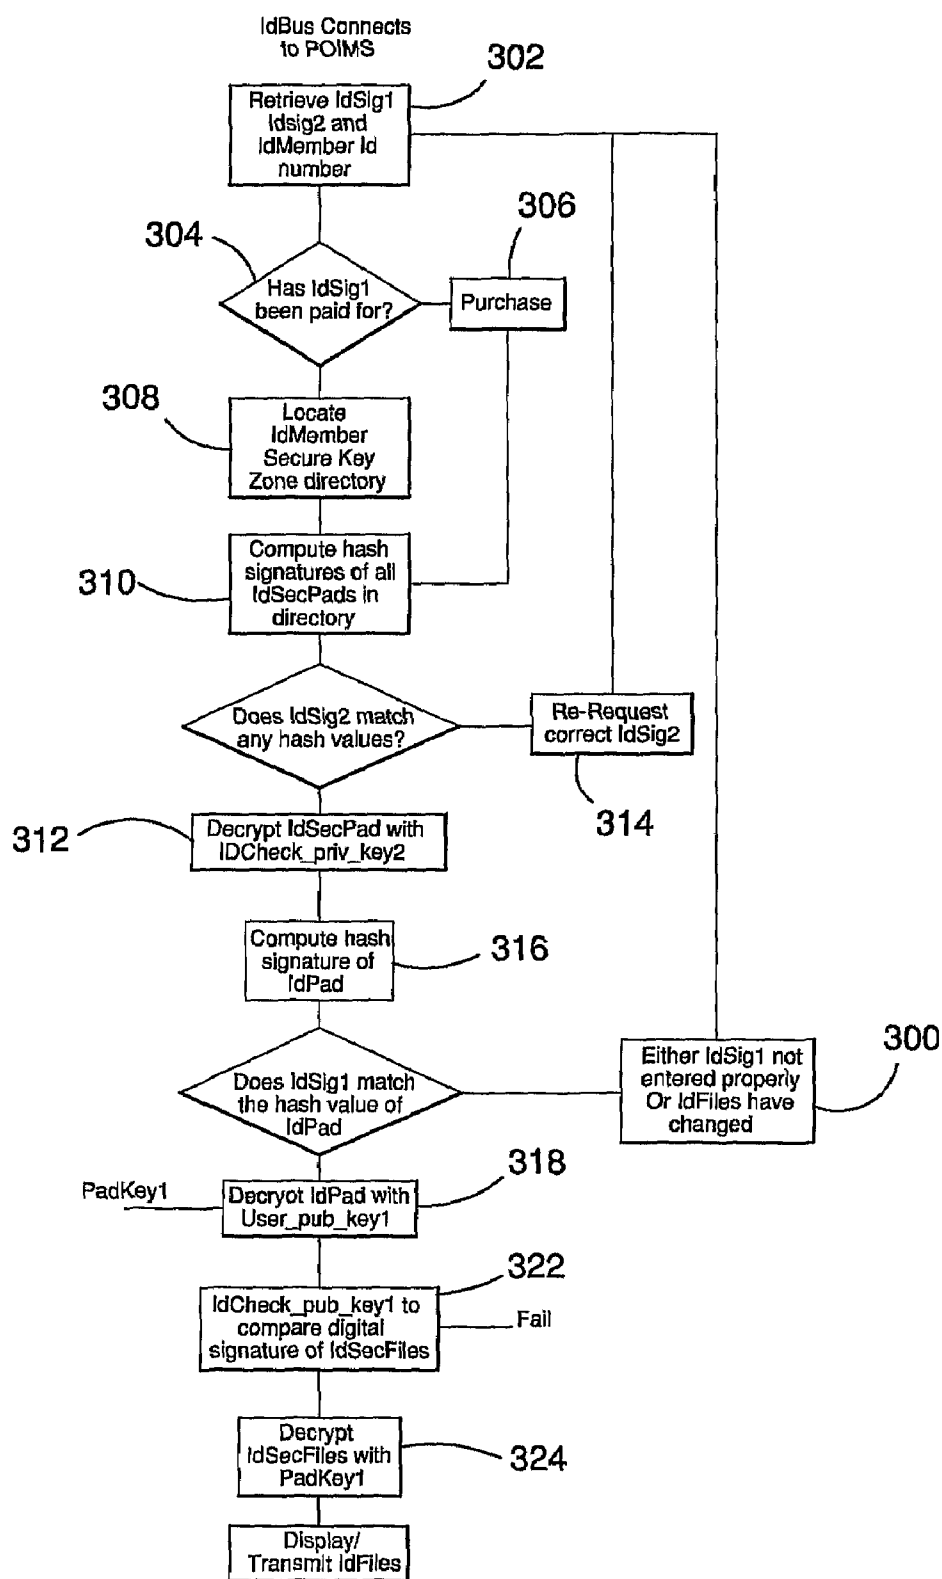 IdBus Connects
to POIMS
302
Retrieve IdSig1
Idsig2 and
IdMember Id
number
306
304
Has IdSig1
been paid for?
Purchase
308
Locate
IdMember
Secure Key
Zone directory
310
Compute hash
signatures of all
IdSecPads in
directory
Does IdSig2 match
any hash values?
Re-Request
correct IdSig2
314
312
Decrypt IdSecPad with
IDCheck_priv_key2
Compute hash
signature of
IdPad
316
300
Either IdSig1 not
entered properly
Or IdFiles have
changed
Does IdSig1 match
the hash value of
IdPad
318
PadKey1
Decryot IdPad with
User_pub_key1
322
IdCheck_pub_key1 to
compare digital
signature of IdSecFiles
Fail
Decrypt
IdSecFiles with
PadKey1
324
Display/
Transmit IdFiles